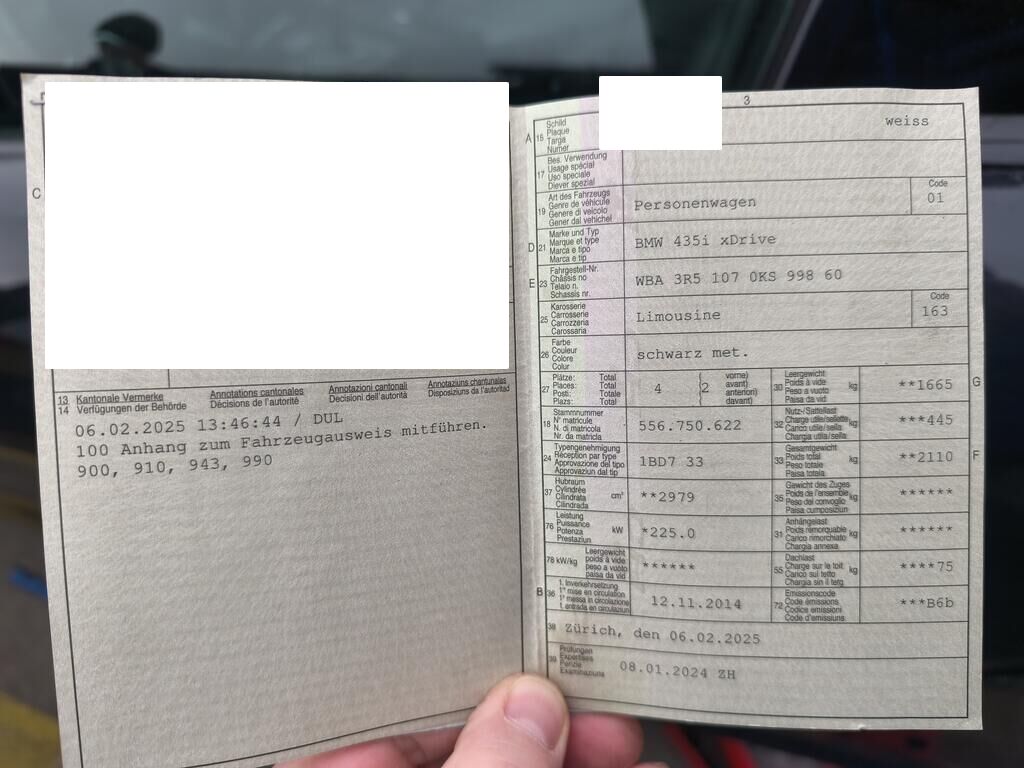 C
13 Kantonale Vermerke Annotations cantonales Annotazioni cantonali Annotaziuns chantunalas
14 Verfügungen der Behörde Décisions de l'autorité Decisioni dell'autorità Disposiziuns da l'autoritad
06.02.2025 13:46:44 / DUL
100 Anhang zum Fahrzeugausweis mitführen.
900, 910, 943, 990
3
A 15 Schild
Plaque
Targa
Numer
weiss
17 Bes. Verwendung
Usage spécial
Uso speciale
Diever spezial
19 Art des Fahrzeugs
Genre de véhicule
Genere di veicolo
Gener dal vehichel
Personenwagen
Code
01
D 21 Marke und Typ
Marque et type
Marca e tipo
Marca e tip
BMW 435i xDrive
E 23 Fahrgestell-Nr.
Châssis no
Telaio n.
Schassis nr.
WBA 3R5 107 0KS 998 60
25 Karosserie
Carrosserie
Carrozzeria
Carossaria
Limousine
Code
163
26 Farbe
Couleur
Colore
Colur
schwarz met.
27 Plätze: Total
Places: Total
Posti: Totale
Plazs: Total
4 (2 vorne)
avant)
anteriori)
davant)
30 Leergewicht
Poids à vide
Peso a vuoto
Paisa da vid
kg **1665 G
18 Stammnummer
N° matricule
N. di matricola
Nr. da matricla
556.750.622
32 Nutz-/Sattellast
Charge utile/sellette
Carico utile/sella
Chargia utila/sella
kg ***445
24 Typengenehmigung
Réception par type
Approvazione del tipo
Approvaziun dal tip
1BD7 33
33 Gesamtgewicht
Poids total
Peso totale
Paisa totala
kg **2110 F
37 Hubraum
Cylindrée
Cilindrata
Cilindrada
cm³ **2979
35 Gewicht des Zuges
Poids de l'ensemble
Peso del convoglio
Paisa cumposiziun
kg ******
76 Leistung
Puissance
Potenza
Prestaziun
kW *225.0
31 Anhängelast
Poids remorquable
Carico rimorchiato
Chargia annexa
kg ******
78 kW/kg Leergewicht
poids à vide
peso a vuoto
paisa da vid
******
55 Dachlast
Charge sur le toit
Carico sul tetto
Chargia sin il tetg
kg ****75
B 36 1. Inverkehrsetzung
1re mise en circulation
1a messa in circolazione
1. entrada en circulaziun
12.11.2014
72 Emissionscode
Code émissions
Codice emissioni
Code d'emissiuns
***B6b
38 Zürich, den 06.02.2025
39 Prüfungen
Expertises
Perizie
Examinaziuns
08.01.2024 ZH